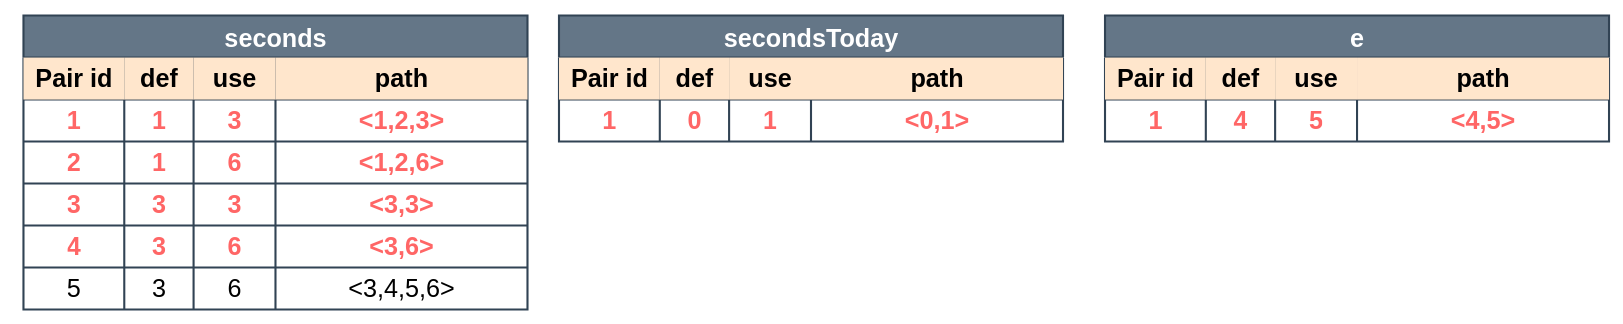 seconds
Pair id def use path
1 1 3 <1,2,3>
2 1 6 <1,2,6>
3 3 3 <3,3>
4 3 6 <3,6>
5 3 6 <3,4,5,6>
secondsToday
Pair id def use path
1 0 1 <0,1>
e
Pair id def use path
1 4 5 <4,5>